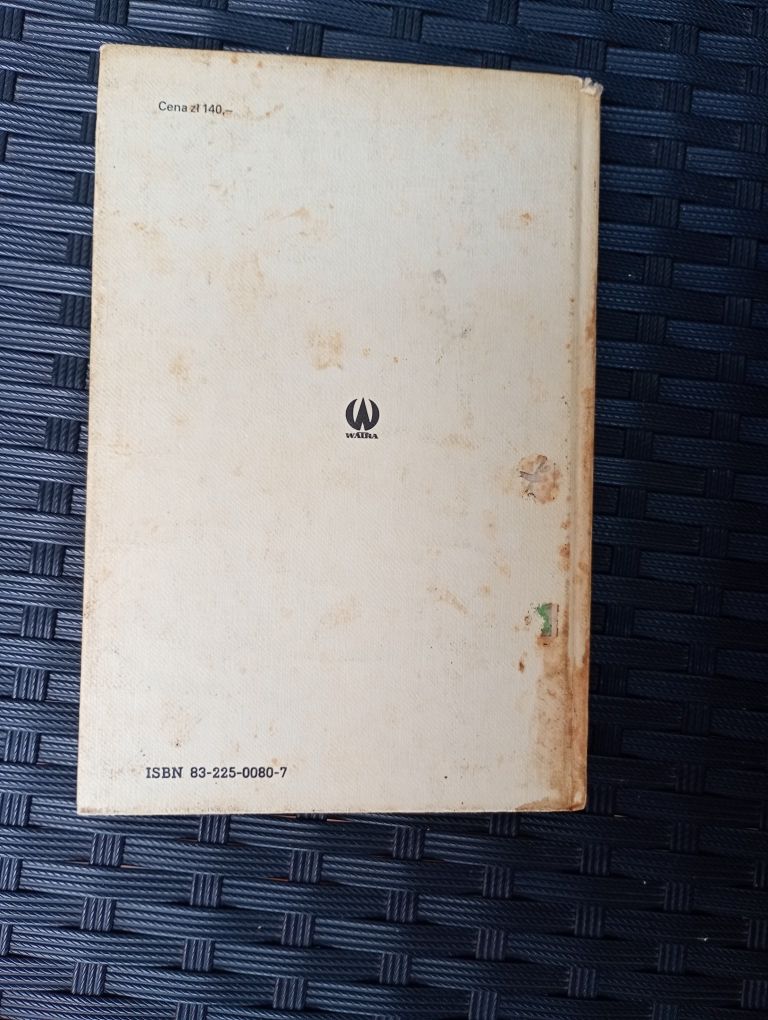 Cena zł 140,—
WATRA
ISBN 83-225-0080-7